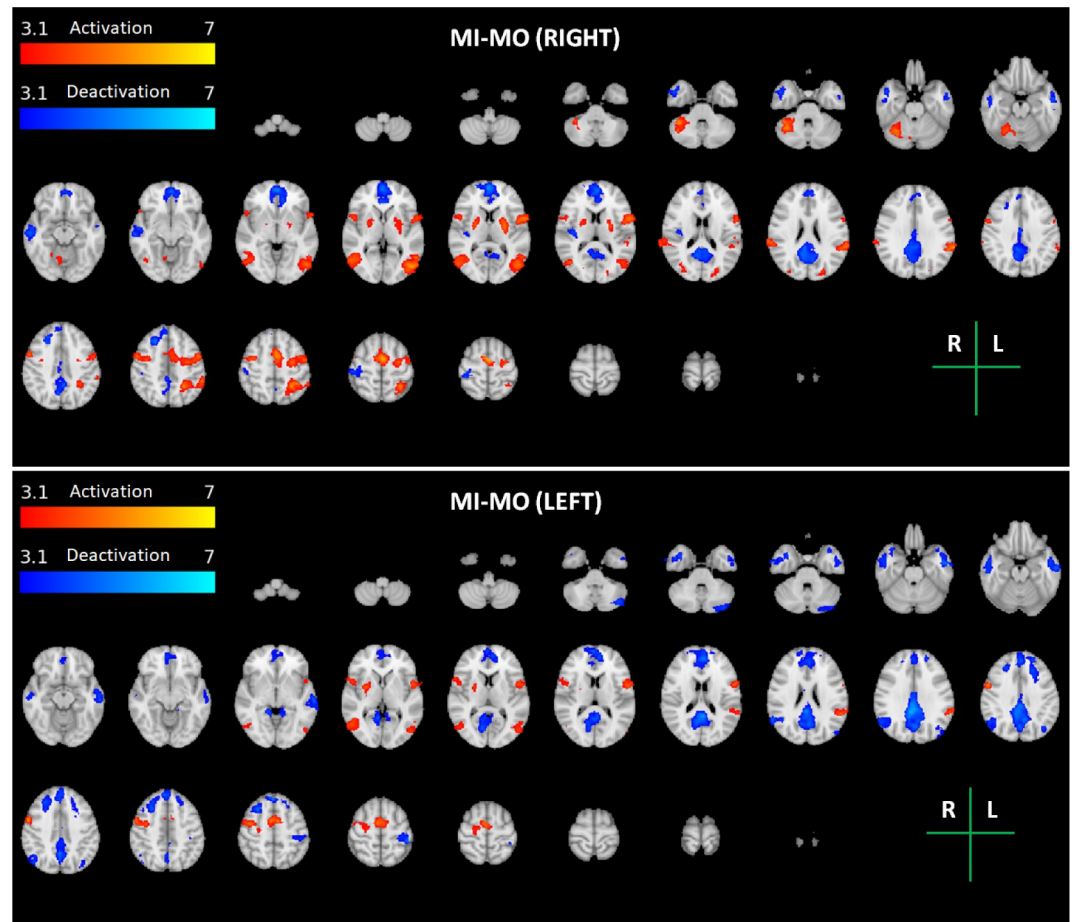 3.1 Activation 7
MI-MO (RIGHT)
3.1 Deactivation 7
R L
3.1 Activation 7
MI-MO (LEFT)
3.1 Deactivation 7
R L